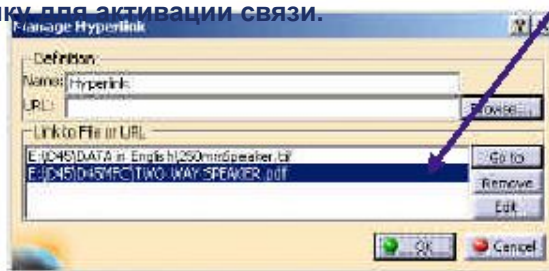 ку для активации связи.
Manage Hyperlink
Definition
Name: Hyperlink
URL:
Browse...
Link to File or URL
E:\D45\DATA in English\250mmSpeaker.tif
E:\D45\D45MFC\TWO-WAY-SPEAKER.pdf
Go to
Remove
Edit
OK
Cancel